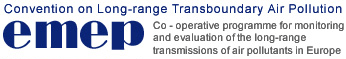 Convention on Long-range Transboundary Air Pollution
emep
Co - operative programme for monitoring
and evaluation of the long-range
transmissions of air pollutants in Europe